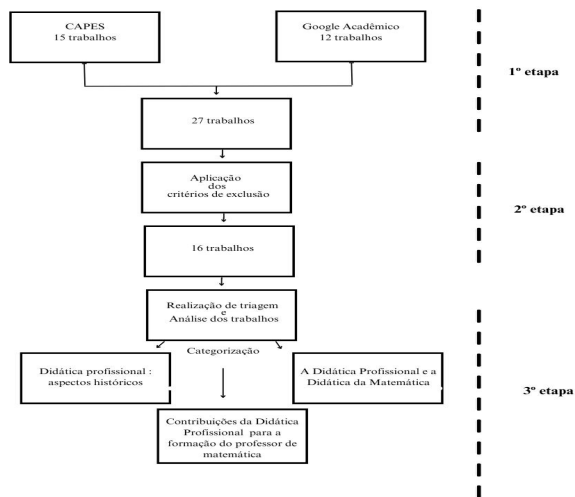 CAPES
15 trabalhos
Google Acadêmico
12 trabalhos
1º etapa
27 trabalhos
Aplicação
dos
critérios de exclusão
2º etapa
16 trabalhos
Realização de triagem
e
Análise dos trabalhos
Categorização
Didática profissional :
aspectos históricos
A Didática Profissional e a
Didática da Matemática
3º etapa
Contribuições da Didática
Profissional para a
formação do professor de
matemática